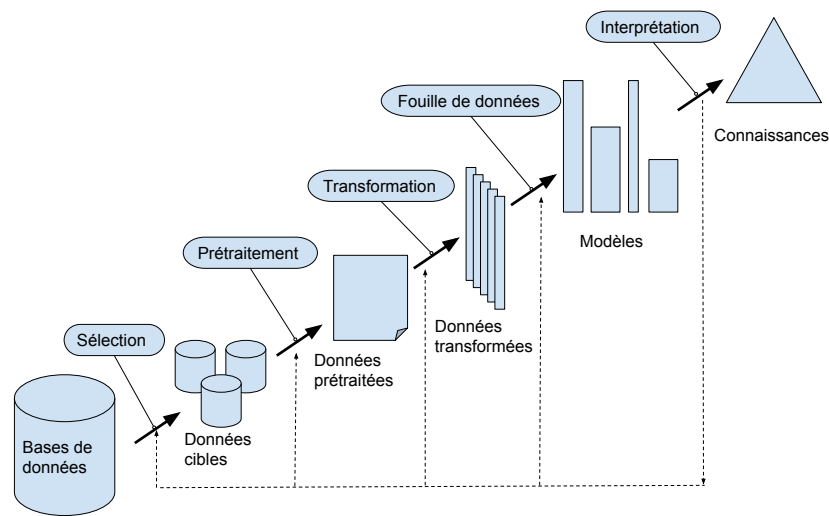 Interprétation
Connaissances
Fouille de données
Modèles
Transformation
Données
transformées
Prétraitement
Données
prétraitées
Sélection
Données
cibles
Bases de
données